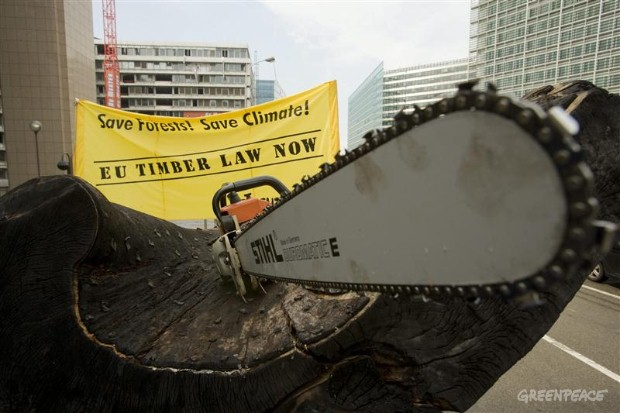 Save Forests! Save Climate!
EU TIMBER LAW NOW
STIHL
E
GREENPEACE